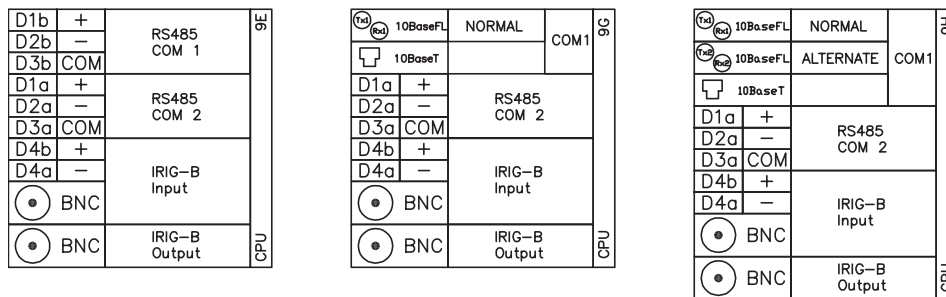 D1b + RS485 COM 1 9E
D2b −
D3b COM
D1a + RS485 COM 2
D2a −
D3a COM
D4b + IRIG−B Input
D4a −
BNC
BNC IRIG−B Output CPU
Tx1 Rx1 10BaseFL NORMAL COM1 9G
10BaseT
D1a + RS485 COM 2
D2a −
D3a COM
D4b + IRIG−B Input
D4a −
BNC
BNC IRIG−B Output CPU
Tx1 Rx1 10BaseFL NORMAL COM1
Tx2 Rx2 10BaseFL ALTERNATE
10BaseT
D1a + RS485 COM 2
D2a −
D3a COM
D4b + IRIG−B Input
D4a −
BNC
BNC IRIG−B Output